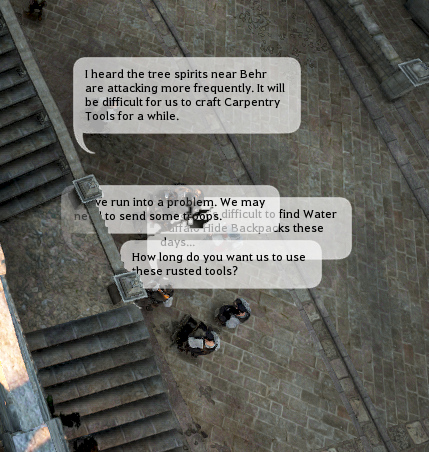 I heard the tree spirits near Behr
are attacking more frequently. It will
be difficult for us to craft Carpentry
Tools for a while.
ve run into a problem. We may
to send some troops.
difficult to find Water
Hide Backpacks these
days...
How long do you want us to use
these rusted tools?